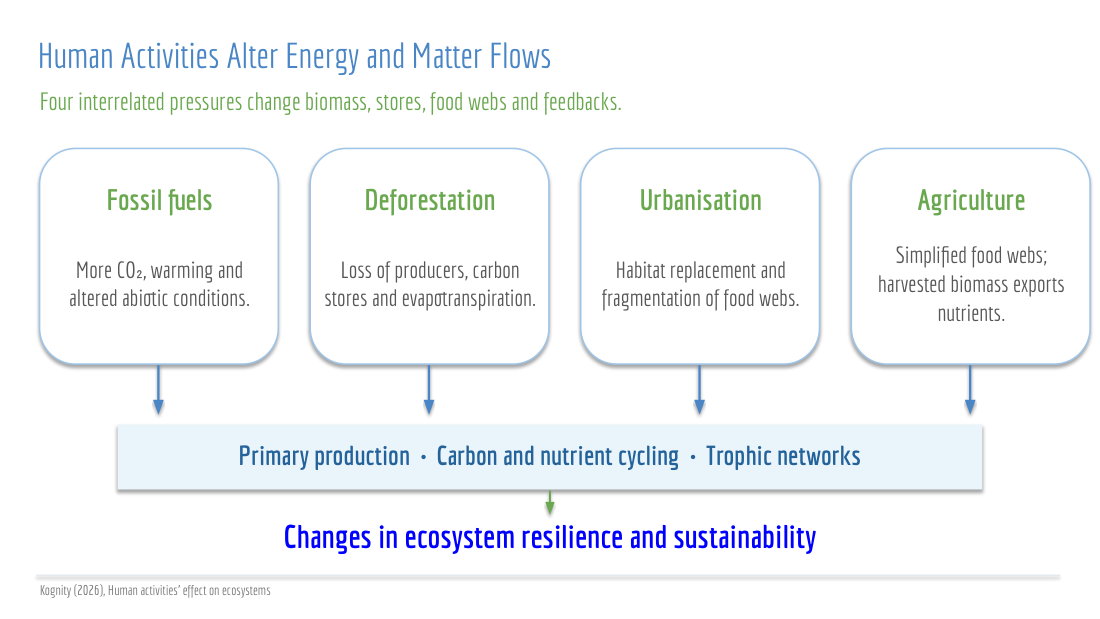 Human Activities Alter Energy and Matter Flows
Four interrelated pressures change biomass, stores, food webs and feedbacks.
Fossil fuels
More CO₂, warming and
altered abiotic conditions.
Deforestation
Loss of producers, carbon
stores and evapotranspiration.
Urbanisation
Habitat replacement and
fragmentation of food webs.
Agriculture
Simplified food webs;
harvested biomass exports
nutrients.
Primary production · Carbon and nutrient cycling · Trophic networks
Changes in ecosystem resilience and sustainability
Kognity (2026), Human activities’ effect on ecosystems